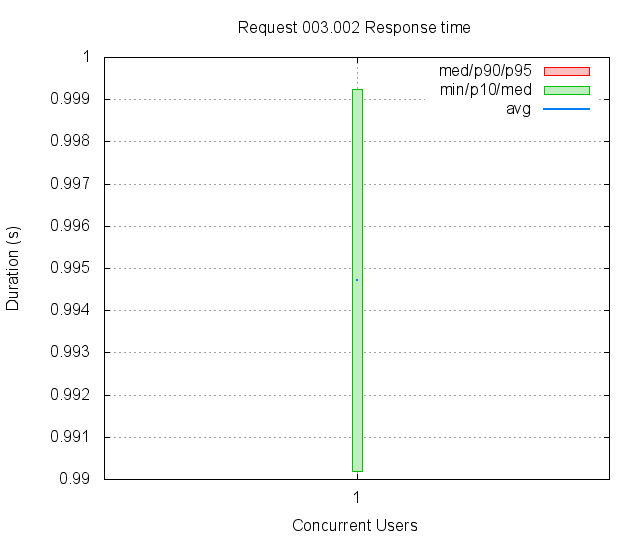 Request 003.002 Response time
med/p90/p95
min/p10/med
avg
1
0.999
0.998
0.997
0.996
0.995
0.994
0.993
0.992
0.991
0.99
Duration (s)
1
Concurrent Users